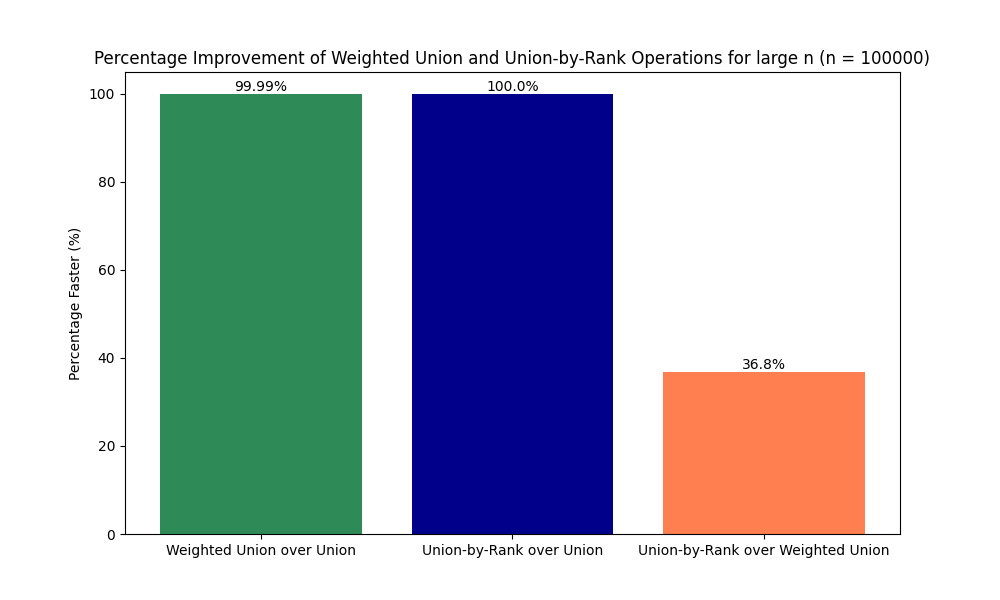 Percentage Improvement of Weighted Union and Union-by-Rank Operations for large n (n = 100000)
Percentage Faster (%)
100
80
60
40
20
0
99.99%
100.0%
36.8%
Weighted Union over Union
Union-by-Rank over Union
Union-by-Rank over Weighted Union